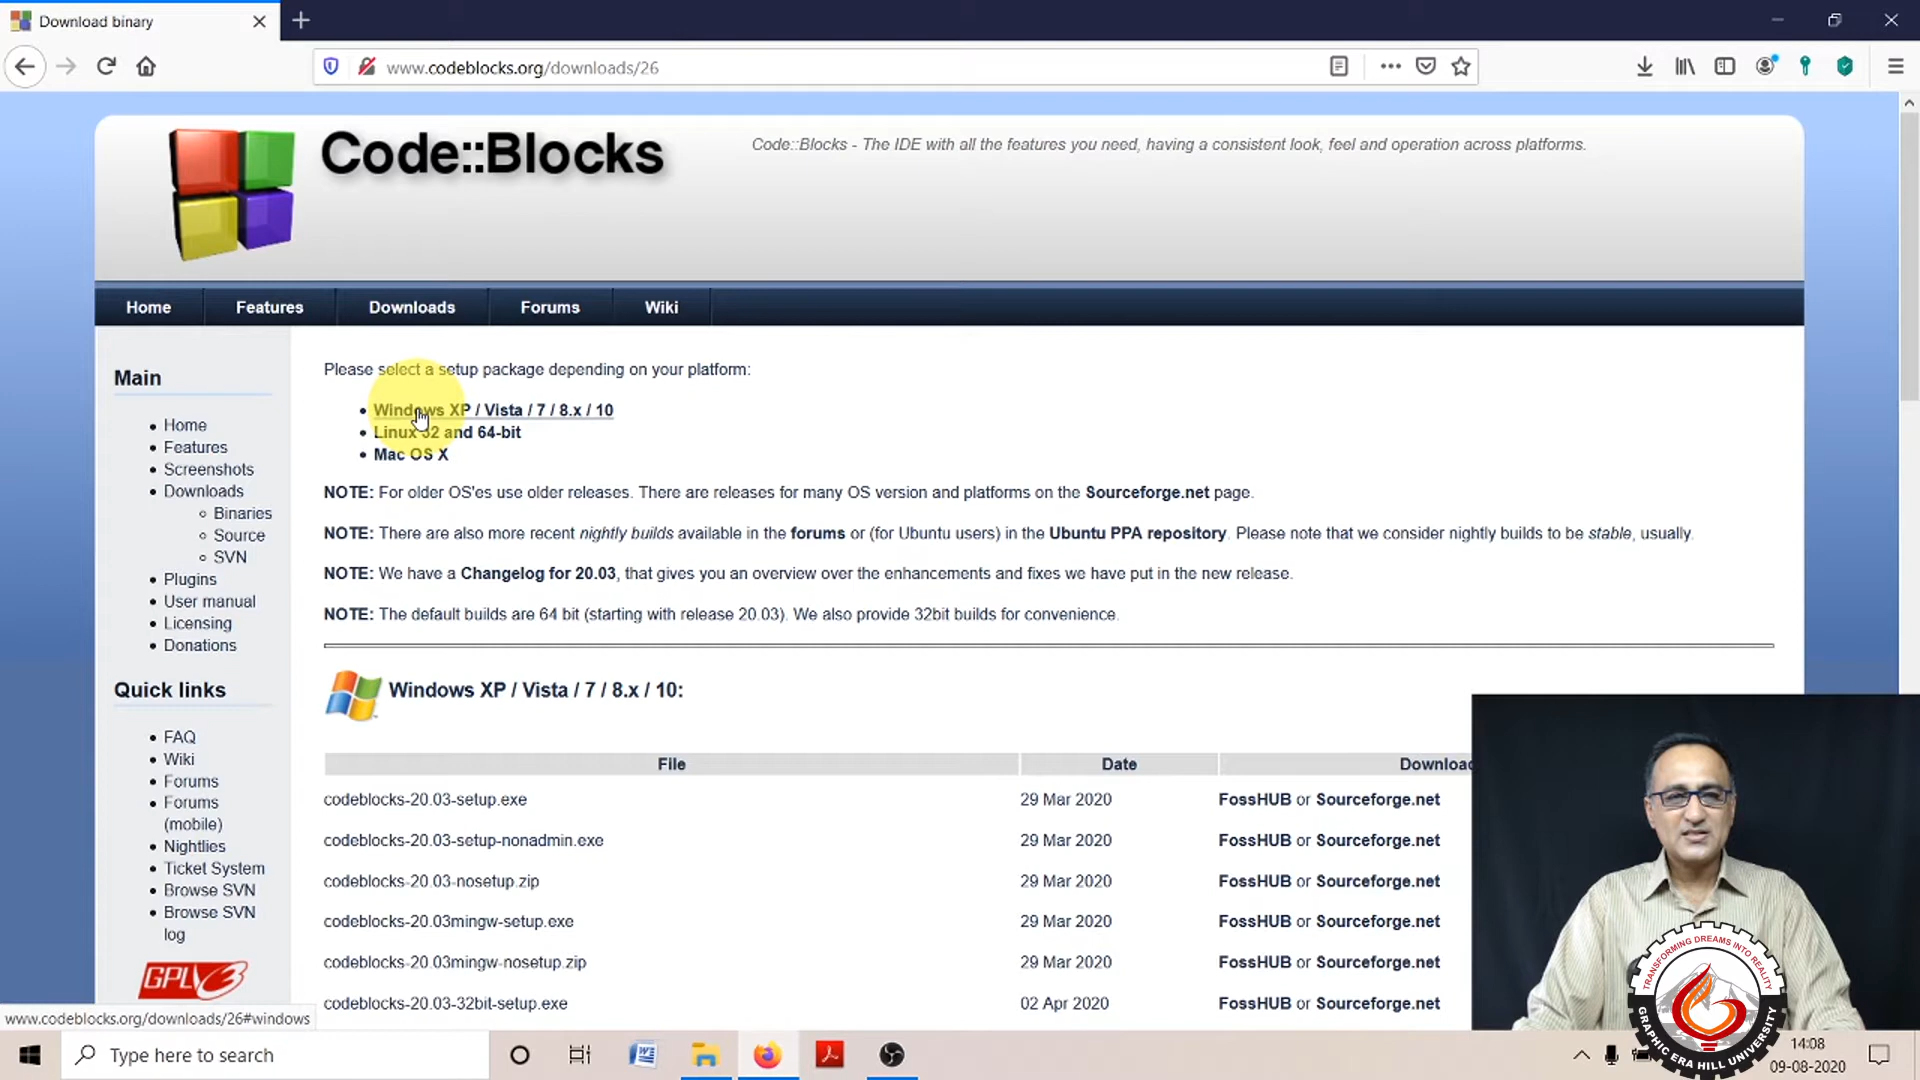 Download binary
www.codeblocks.org/downloads/26
Code::Blocks
Code::Blocks - The IDE with all the features you need, having a consistent look, feel and operation across platforms.
Home Features Downloads Forums Wiki
Main
Home
Features
Screenshots
Downloads
Binaries
Source
SVN
Plugins
User manual
Licensing
Donations
Quick links
FAQ
Wiki
Forums
Forums
(mobile)
Nightlies
Ticket System
Browse SVN
Browse SVN
log
GPLv3
Please select a setup package depending on your platform:
Windows XP / Vista / 7 / 8.x / 10
Linux 32 and 64-bit
Mac OS X
NOTE: For older OS'es use older releases. There are releases for many OS version and platforms on the Sourceforge.net page.
NOTE: There are also more recent nightly builds available in the forums or (for Ubuntu users) in the Ubuntu PPA repository. Please note that we consider nightly builds to be stable, usually.
NOTE: We have a Changelog for 20.03, that gives you an overview over the enhancements and fixes we have put in the new release.
NOTE: The default builds are 64 bit (starting with release 20.03). We also provide 32bit builds for convenience.
Windows XP / Vista / 7 / 8.x / 10:
File Date
codeblocks-20.03-setup.exe 29 Mar 2020 FossHUB or Sourceforge.net
codeblocks-20.03-setup-nonadmin.exe 29 Mar 2020 FossHUB or Sourceforge.net
codeblocks-20.03-nosetup.zip 29 Mar 2020 FossHUB or Sourceforge.net
codeblocks-20.03mingw-setup.exe 29 Mar 2020 FossHUB or Sourceforge.net
codeblocks-20.03mingw-nosetup.zip 29 Mar 2020 FossHUB or Sourceforge.net
codeblocks-20.03-32bit-setup.exe 02 Apr 2020 FossHUB or Sourceforge.net
www.codeblocks.org/downloads/26#windows
TRANSFORMING DREAMS INTO REALITY
GRAPHIC ERA HILL UNIVERSITY
Type here to search
14:08
09-08-2020